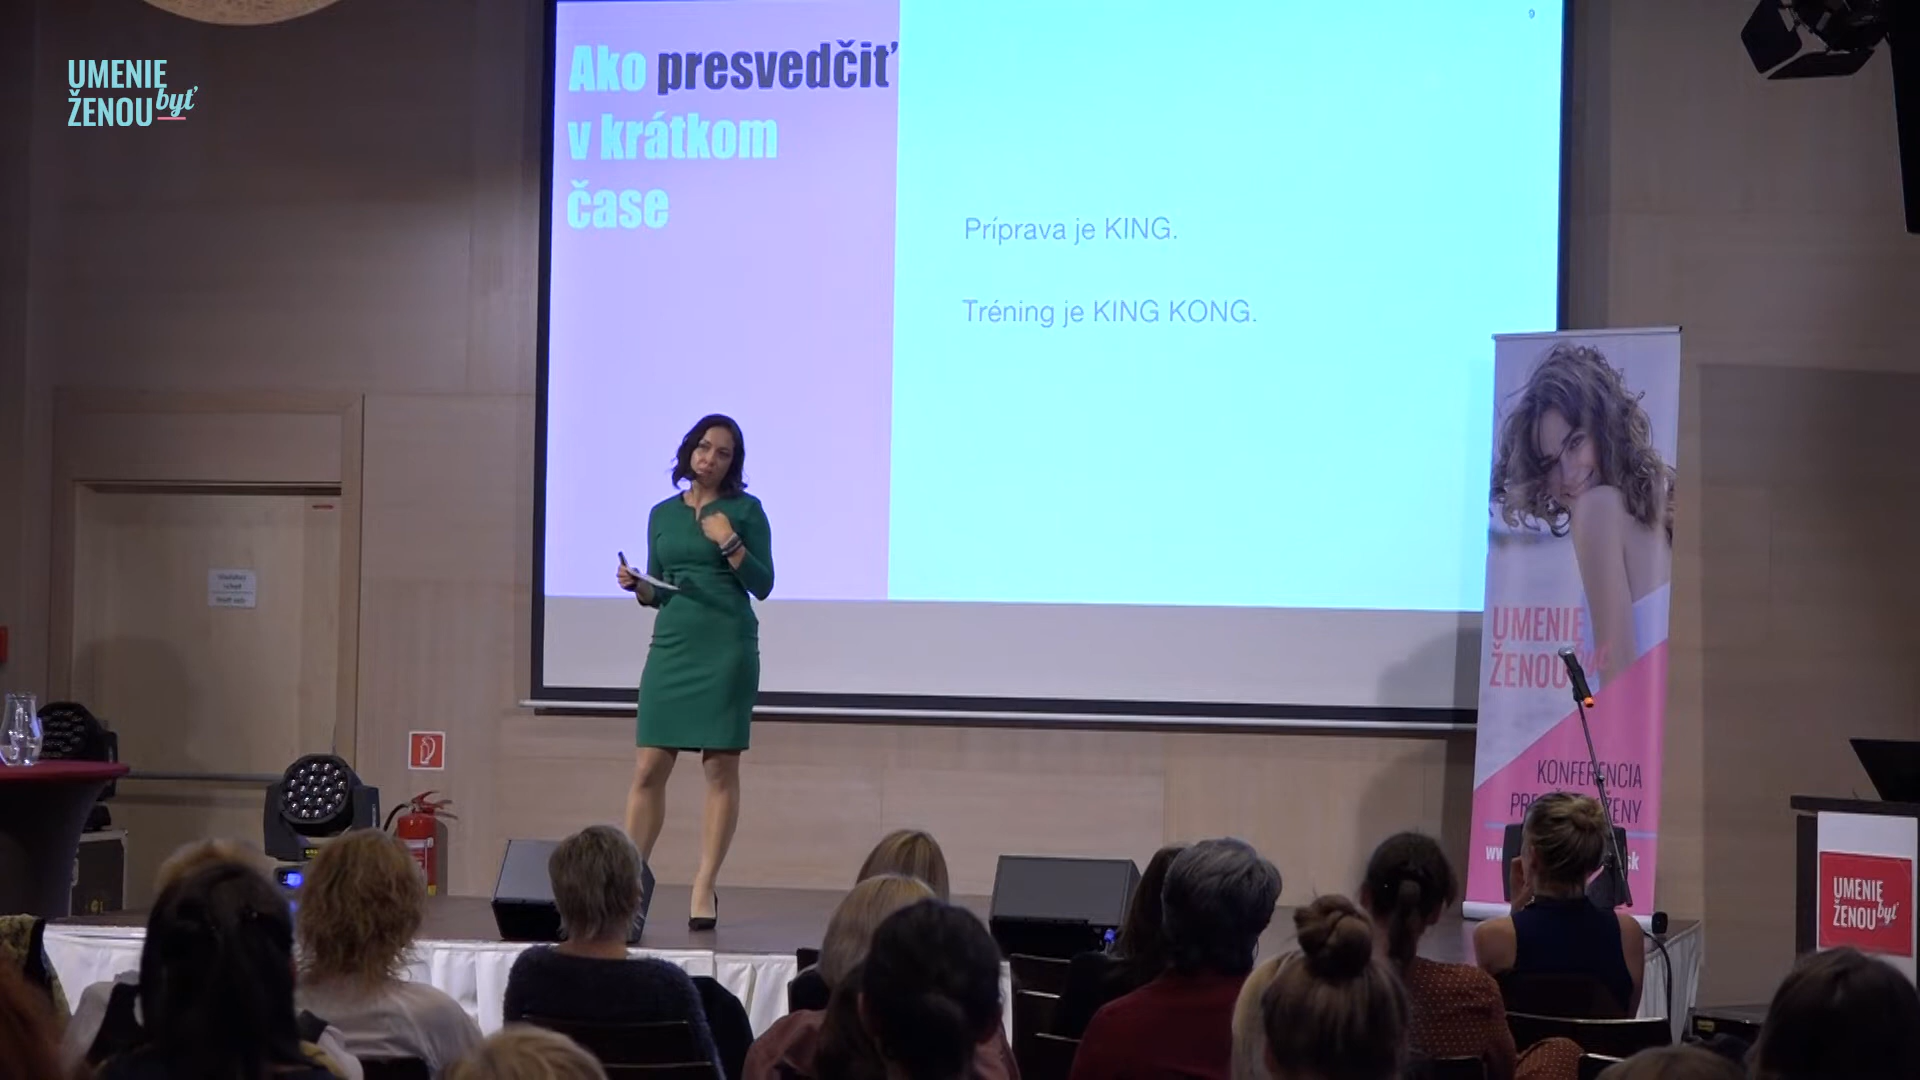 UMENIE
byť
ŽENOU
Ako presvedčiť
v krátkom
čase
9
Príprava je KING.
Tréning je KING KONG.
UMENIE
ŽENOU byť
KONFERENCIA
UMENIE
ŽENOU byť